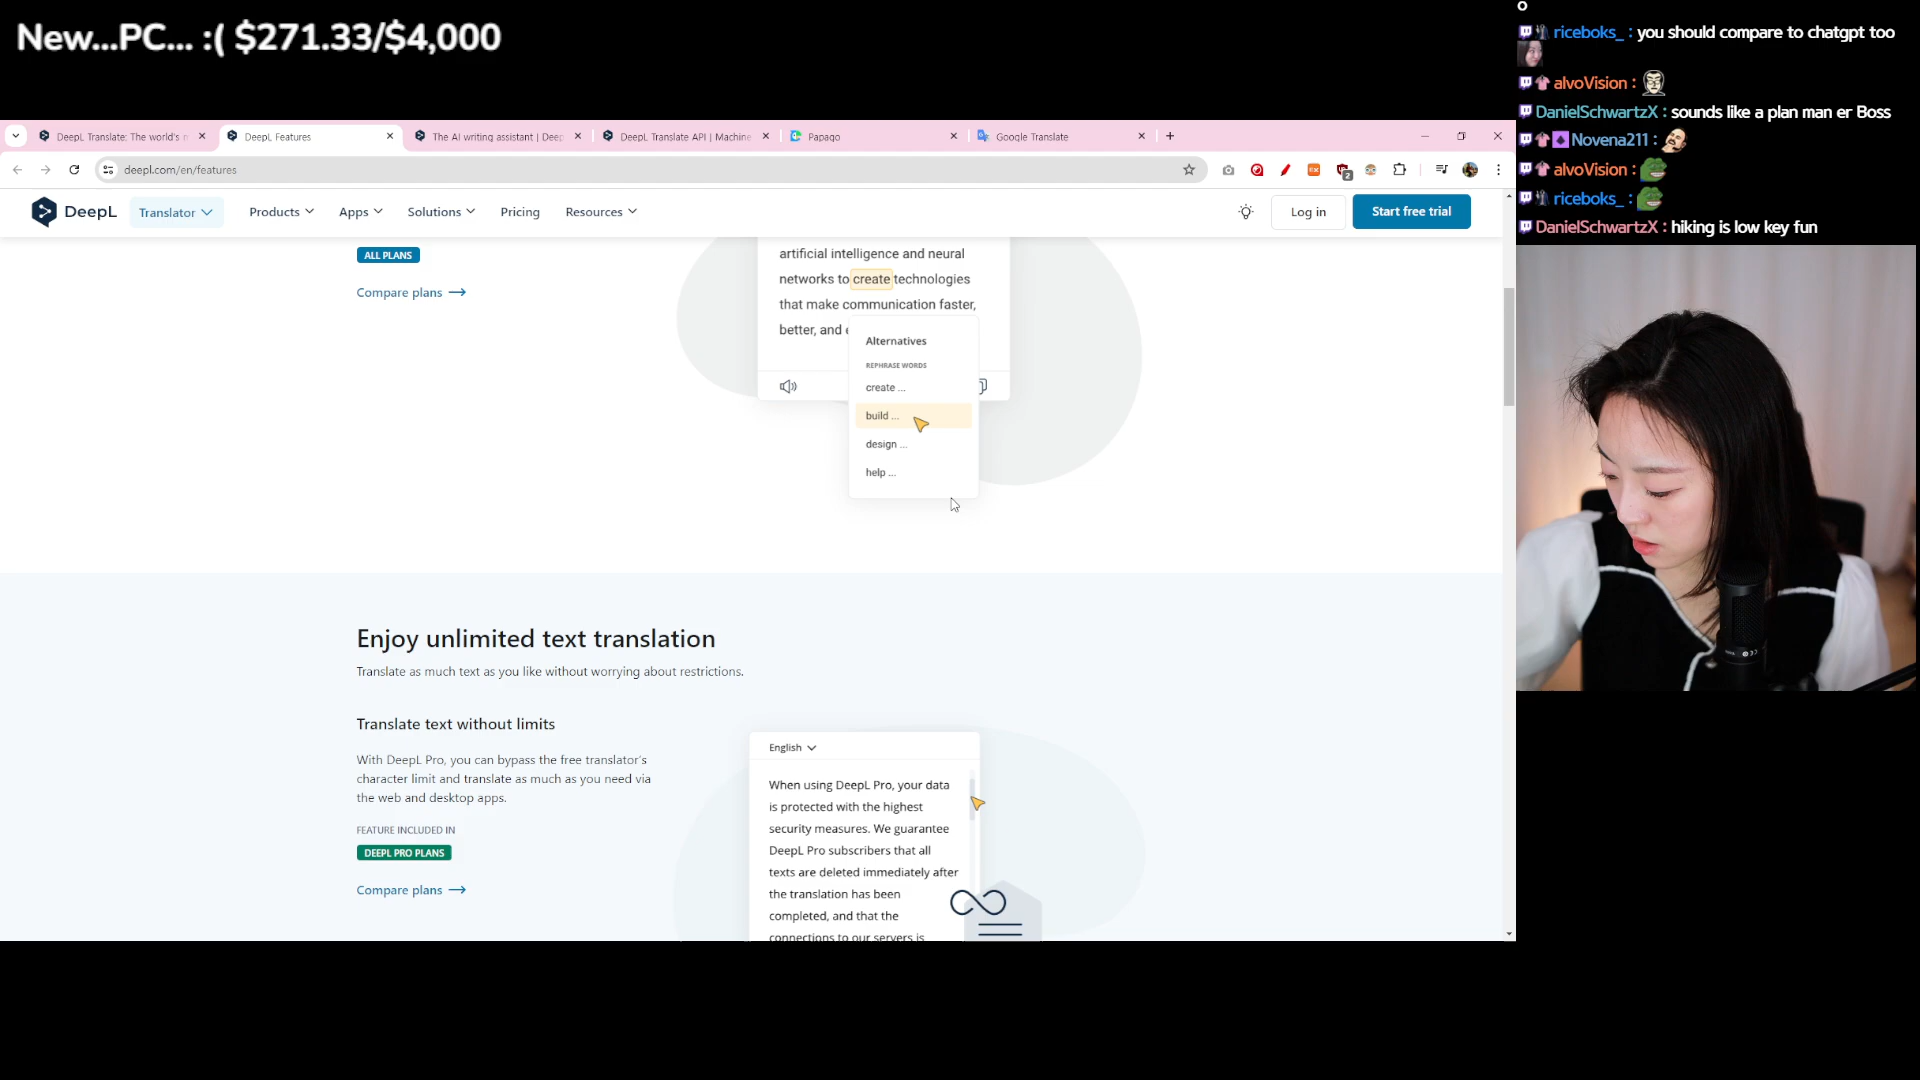 New...PC... :( $271.33/$4,000
riceboks_ : you should compare to chatgpt too
alvoVision :
DanielSchwartzX : sounds like a plan man er Boss
Novena211 :
alvoVision :
riceboks_ :
DanielSchwartzX : hiking is low key fun
DeepL Translate: The world's
DeepL Features
The AI writing assistant | Deep
DeepL Translate API | Machine
Papago
Google Translate
deepl.com/en/features
2
DeepL
Translator
Products
Apps
Solutions
Pricing
Resources
Log in
Start free trial
ALL PLANS
Compare plans
artificial intelligence and neural
networks to create technologies
that make communication faster,
better, and
Alternatives
REPHRASE WORDS
create ...
build ...
design ...
help ...
Enjoy unlimited text translation
Translate as much text as you like without worrying about restrictions.
Translate text without limits
With DeepL Pro, you can bypass the free translator's
character limit and translate as much as you need via
the web and desktop apps.
FEATURE INCLUDED IN
DEEPL PRO PLANS
Compare plans
English
When using DeepL Pro, your data
is protected with the highest
security measures. We guarantee
DeepL Pro subscribers that all
texts are deleted immediately after
the translation has been
completed, and that the
connections to our servers is